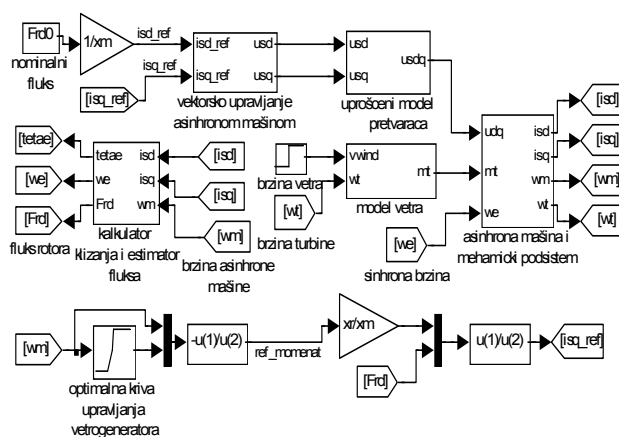 Frd0
nominalni
fluks
1/xm
isd_ref
[isq_ref]
isq_ref
isd_ref
isq_ref
usd
usq
vektorsko upravljanje
asinhronom mašinom
usd
usq
usdq
uprošceni model
pretvaraca
[tetae]
[we]
[Frd]
fluks rotora
tetae
we
Frd
isd
isq
wm
kalkulator
klizanja i estimator
fluksa
[isd]
[isq]
[wm]
brzina asinhrone
mašine
brzina vetra
[wt]
brzina turbine
vwind
wt
mt
model vetra
[we]
sinhrona brzina
udq
mt
we
isd
isq
wm
wt
asinhrona mašina i
mehamicki podsistem
[isd]
[isq]
[wm]
[wt]
[wm]
optimalna kriva
upravljanja
vetrogeneratora
-u(1)/u(2)
ref_momenat
xr/xm
[Frd]
u(1)/u(2)
[isq_ref]